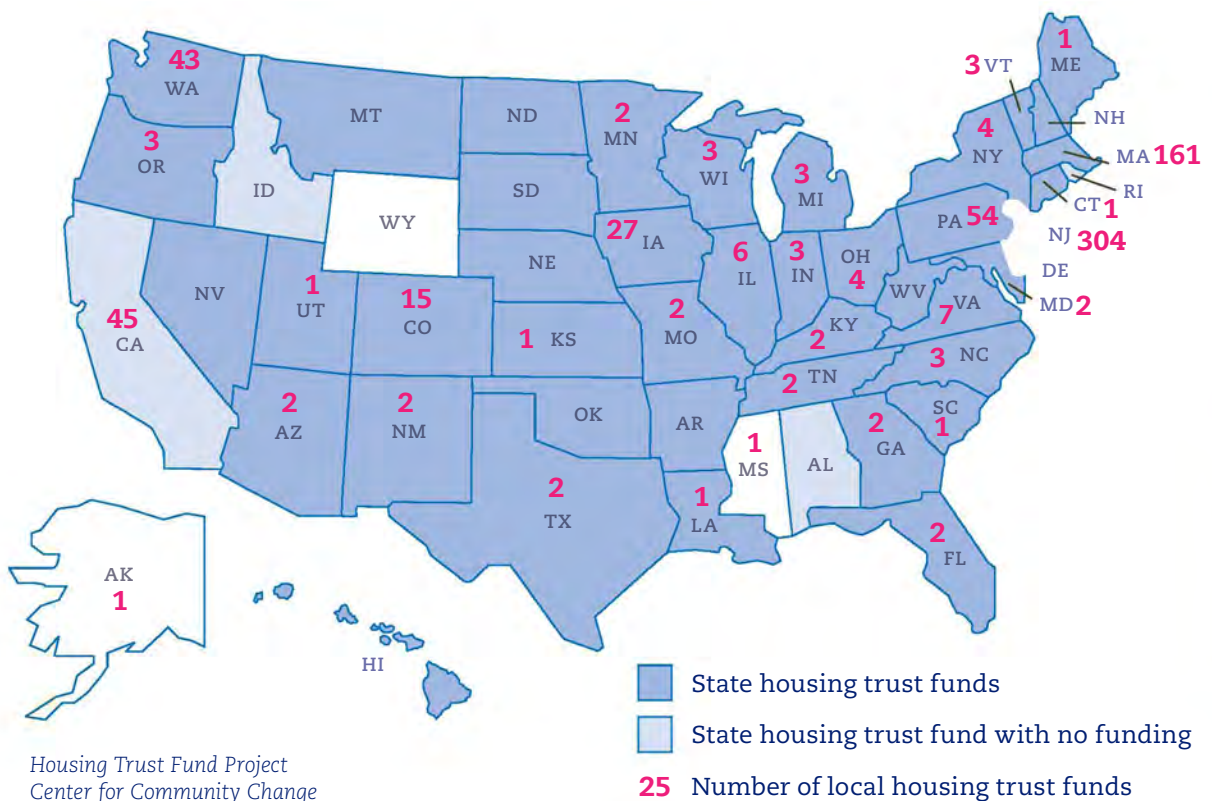 1
ME
43
WA
3 VT
MT
ND
2
MN
NH
3
OR
4
NY
MA 161
3
WI
3
MI
ID
SD
RI
CT 1
WY
PA 54
27 IA
NJ 304
OH
4
6
IL
3
IN
NE
DE
NV
1
UT
15
CO
WV
MD 2
VA
7
45
CA
2
MO
KY
2
1 KS
3 NC
TN
2
2
AZ
2
NM
OK
AR
SC
1
2
GA
1
MS
AL
2
TX
1
LA
2
FL
AK
1
HI
State housing trust funds
State housing trust fund with no funding
25 Number of local housing trust funds
Housing Trust Fund Project
Center for Community Change